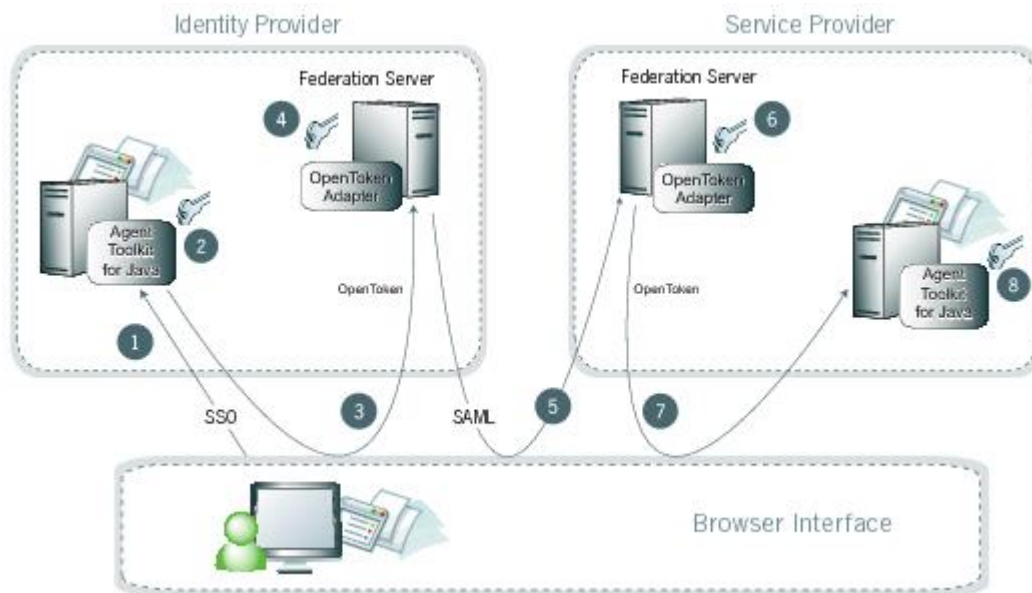 Identity Provider
Service Provider
Federation Server
Federation Server
4
6
OpenToken
Adapter
OpenToken
Adapter
2
Agent
Toolkit
for Java
8
Agent
Toolkit
for Java
OpenToken
OpenToken
1
3
5
7
SSO
SAML
Browser Interface